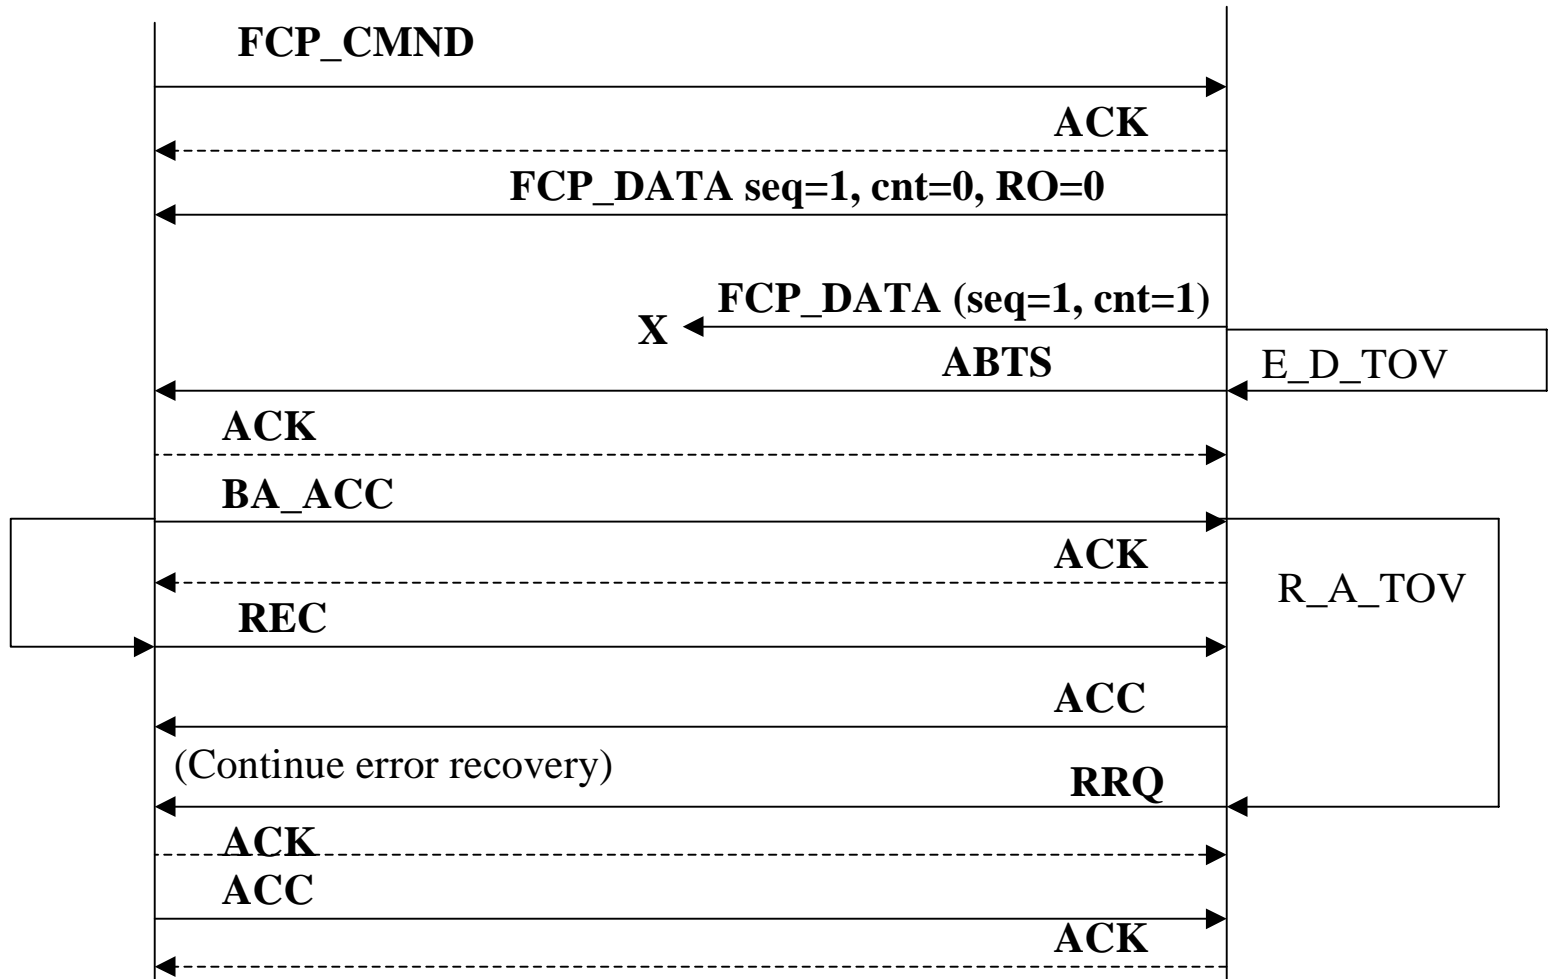 FCP_CMND
ACK
FCP_DATA seq=1, cnt=0, RO=0
FCP_DATA (seq=1, cnt=1)
X
ABTS
E_D_TOV
ACK
BA_ACC
ACK
R_A_TOV
REC
ACC
(Continue error recovery)
RRQ
ACK
ACC
ACK